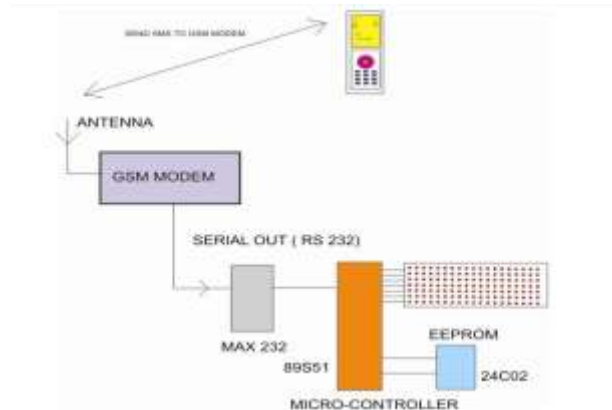 SEND SMS TO GSM MODEM
ANTENNA
GSM MODEM
SERIAL OUT ( RS 232)
MAX 232
89S51
EEPROM
24C02
MICRO-CONTROLLER